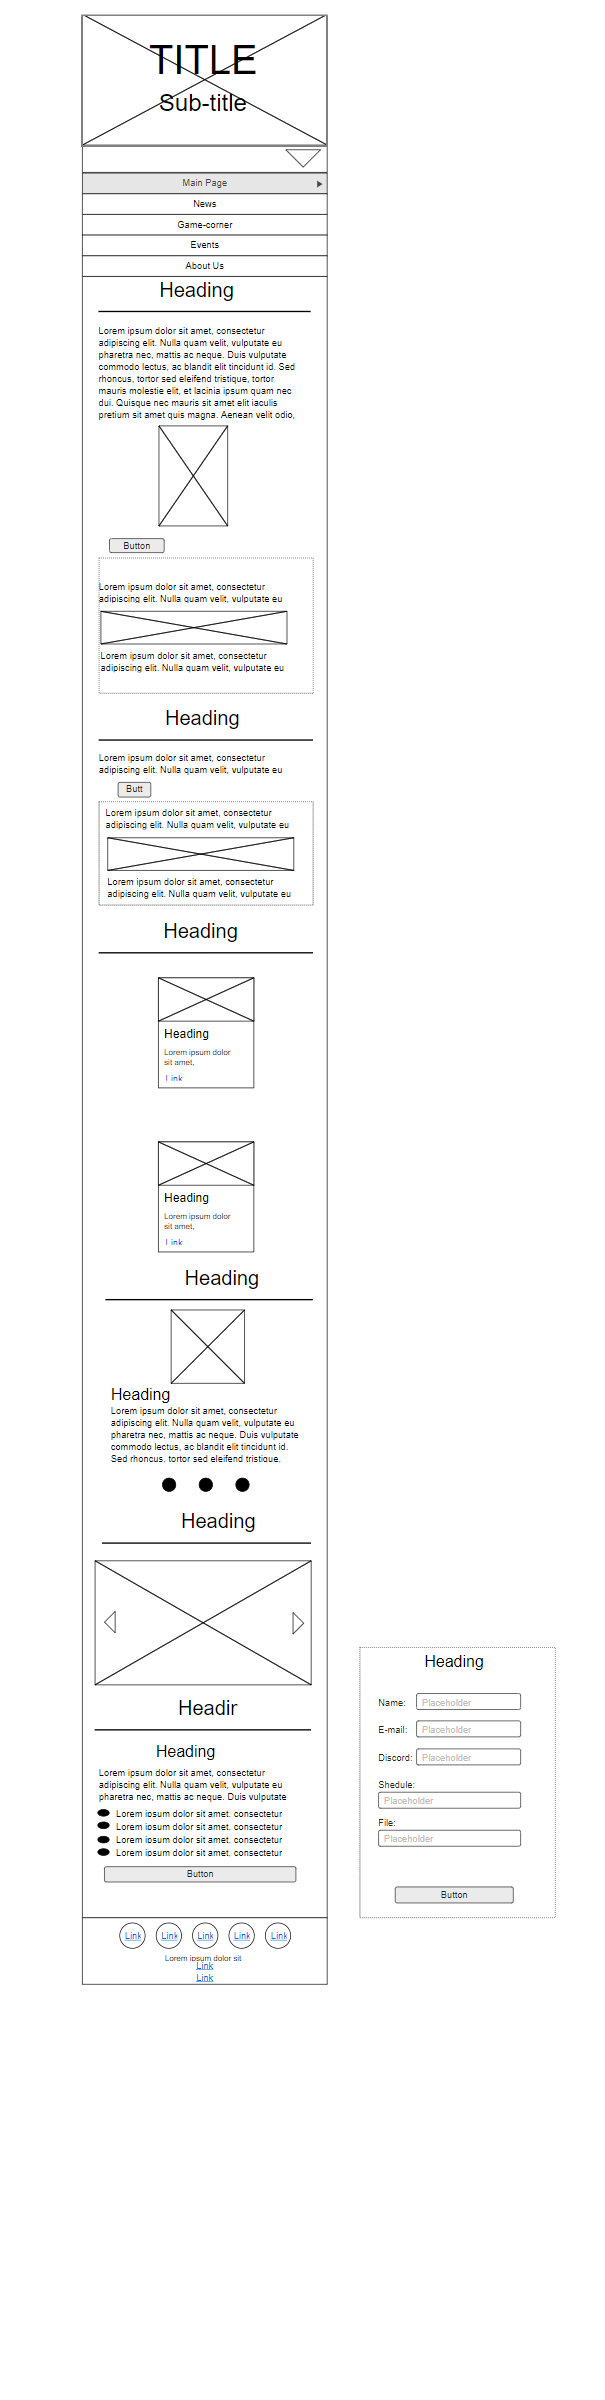 TITLE
Sub-title
Main Page
News
Game-corner
Events
About Us
Heading
Lorem ipsum dolor sit amet, consectetur
adipiscing elit. Nulla quam velit, vulputate eu
pharetra nec, mattis ac neque. Duis vulputate
commodo lectus, ac blandit elit tincidunt id. Sed
rhoncus, tortor sed eleifend tristique, tortor
mauris molestie elit, et lacinia ipsum quam nec
dui. Quisque nec mauris sit amet elit iaculis
pretium sit amet quis magna. Aenean velit odio,
Button
Lorem ipsum dolor sit amet, consectetur
adipiscing elit. Nulla quam velit, vulputate eu
Lorem ipsum dolor sit amet, consectetur
adipiscing elit. Nulla quam velit, vulputate eu
Heading
Lorem ipsum dolor sit amet, consectetur
adipiscing elit. Nulla quam velit, vulputate eu
Butt
Lorem ipsum dolor sit amet, consectetur
adipiscing elit. Nulla quam velit, vulputate eu
Lorem ipsum dolor sit amet, consectetur
adipiscing elit. Nulla quam velit, vulputate eu
Heading
Heading
Lorem ipsum dolor
sit amet,
Link
Heading
Lorem ipsum dolor
sit amet,
Link
Heading
Heading
Lorem ipsum dolor sit amet, consectetur
adipiscing elit. Nulla quam velit, vulputate eu
pharetra nec, mattis ac neque. Duis vulputate
commodo lectus, ac blandit elit tincidunt id.
Sed rhoncus, tortor sed eleifend tristique,
Heading
Headir
Heading
Lorem ipsum dolor sit amet, consectetur
adipiscing elit. Nulla quam velit, vulputate eu
pharetra nec, mattis ac neque. Duis vulputate
Lorem ipsum dolor sit amet, consectetur
Lorem ipsum dolor sit amet, consectetur
Lorem ipsum dolor sit amet, consectetur
Lorem ipsum dolor sit amet, consectetur
Button
Link Link Link Link Link
Lorem ipsum dolor sit
Link
Link
Heading
Name: Placeholder
E-mail: Placeholder
Discord: Placeholder
Shedule:
Placeholder
File:
Placeholder
Button